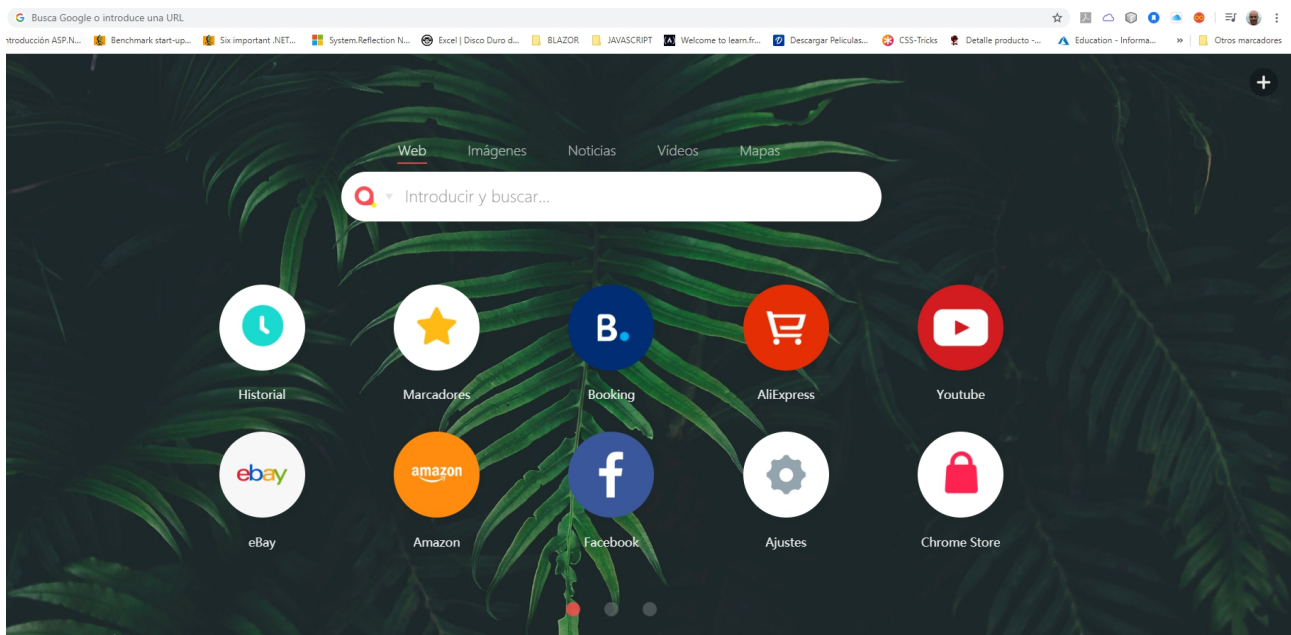 Busca Google o introduce una URL
ntroducción ASP.N... Benchmark start-up... Six important .NET... System.Reflection N... Excel | Disco Duro d... BLAZOR JAVASCRIPT Welcome to learn.fr... Descargar Peliculas... CSS-Tricks Detalle producto -... Education - Informa... » Otros marcadores
Web Imágenes Noticias Vídeos Mapas
Introducir y buscar...
B.
Historial Marcadores Booking AliExpress Youtube
ebay amazon f
eBay Amazon Facebook Ajustes Chrome Store